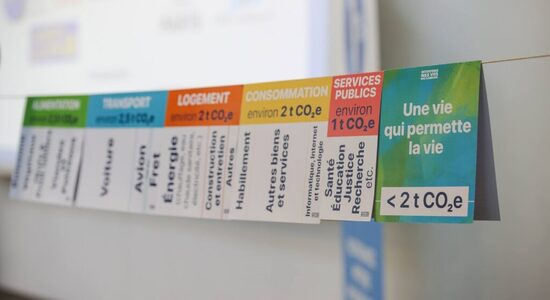 ALIMENTATION
TRANSPORT
environ 2,5 t CO₂e
Voiture
Avion
Fret
LOGEMENT
environ 2 t CO₂e
Énergie
Construction
et entretien
Autres
CONSOMMATION
environ 2 t CO₂e
Habillement
Autres biens
et services
Informatique, Internet
et technologie
SERVICES
PUBLICS
environ
1 t CO₂e
Santé
Éducation
Justice
Recherche
etc.
Une vie
qui permette
la vie
< 2 t CO₂e